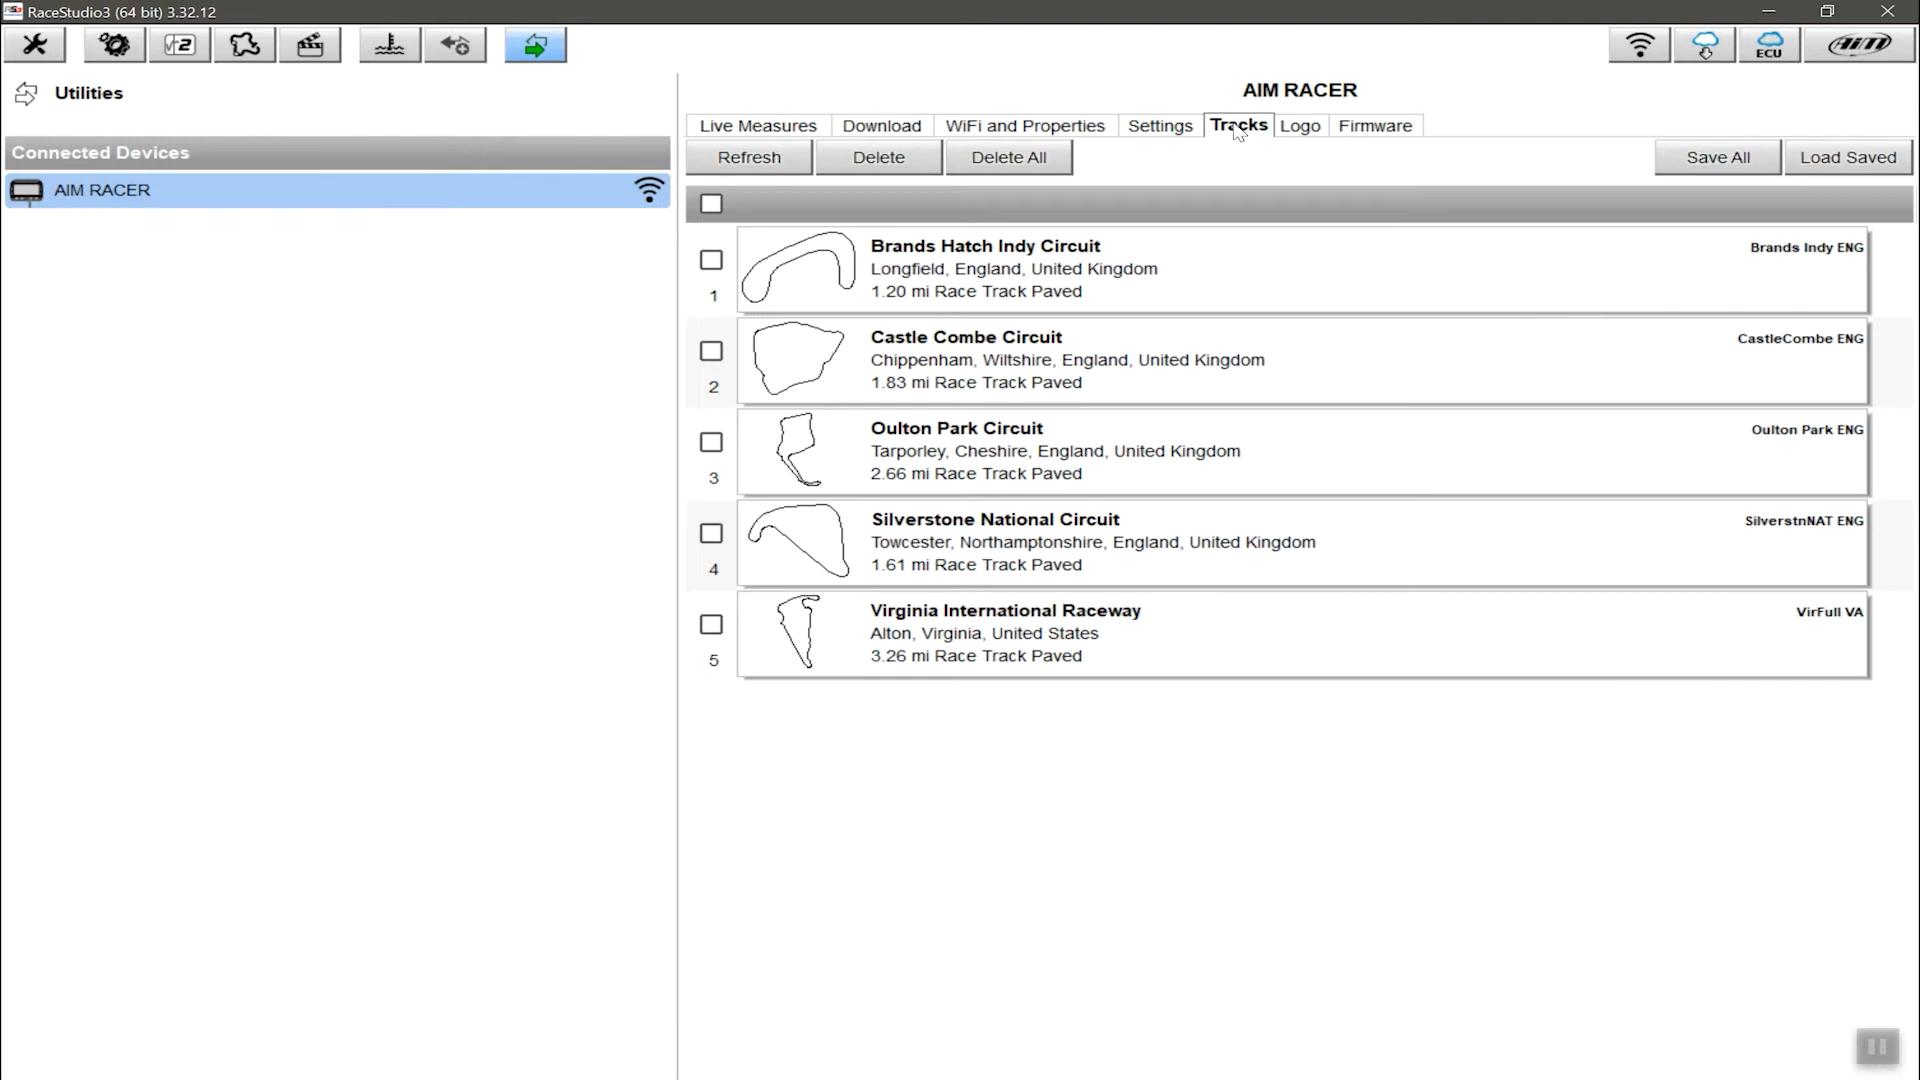 RaceStudio3 (64 bit) 3.32.12
ECU
AiM
Utilities
AIM RACER
Live Measures Download WiFi and Properties Settings Tracks Logo Firmware
Connected Devices
Refresh Delete Delete All Save All Load Saved
AIM RACER
Brands Hatch Indy Circuit Brands Indy ENG
Longfield, England, United Kingdom
1.20 mi Race Track Paved
1
Castle Combe Circuit CastleCombe ENG
Chippenham, Wiltshire, England, United Kingdom
1.83 mi Race Track Paved
2
Oulton Park Circuit Oulton Park ENG
Tarporley, Cheshire, England, United Kingdom
2.66 mi Race Track Paved
3
Silverstone National Circuit SilverstnNAT ENG
Towcester, Northamptonshire, England, United Kingdom
1.61 mi Race Track Paved
4
Virginia International Raceway VirFull VA
Alton, Virginia, United States
3.26 mi Race Track Paved
5